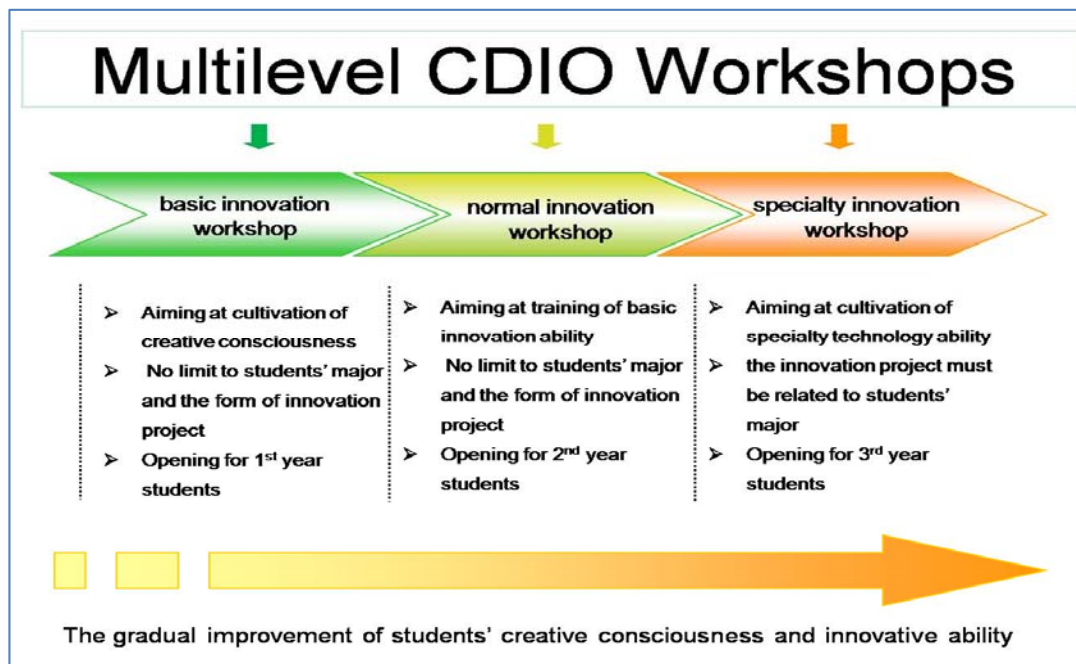 Multilevel CDIO Workshops
basic innovation
workshop
normal innovation
workshop
specialty innovation
workshop
➢ Aiming at cultivation of
creative consciousness
➢ No limit to students’ major
and the form of innovation
project
➢ Opening for 1st year
students
➢ Aiming at training of basic
innovation ability
➢ No limit to students’ major
and the form of innovation
project
➢ Opening for 2nd year
students
➢ Aiming at cultivation of
specialty technology ability
➢ the innovation project must
be related to students’
major
➢ Opening for 3rd year
students
The gradual improvement of students’ creative consciousness and innovative ability